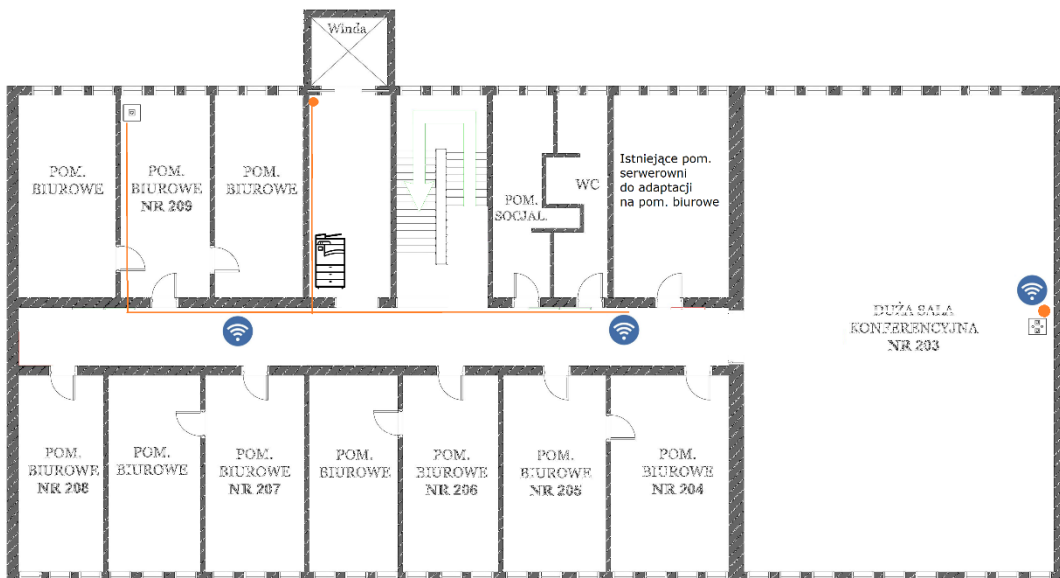 Winda
POM.
BIUROWE
POM.
BIUROWE
NR 209
POM.
BIUROWE
POM.
SOCJAL.
WC
Istniejące pom.
serwerowni
do adaptacji
na pom. biurowe
DUŻA SALA
KONFERENCYJNA
NR 203
POM.
BIUROWE
NR 208
POM.
BIUROWE
POM.
BIUROWE
NR 207
POM.
BIUROWE
POM.
BIUROWE
NR 206
POM.
BIUROWE
NR 205
POM.
BIUROWE
NR 204